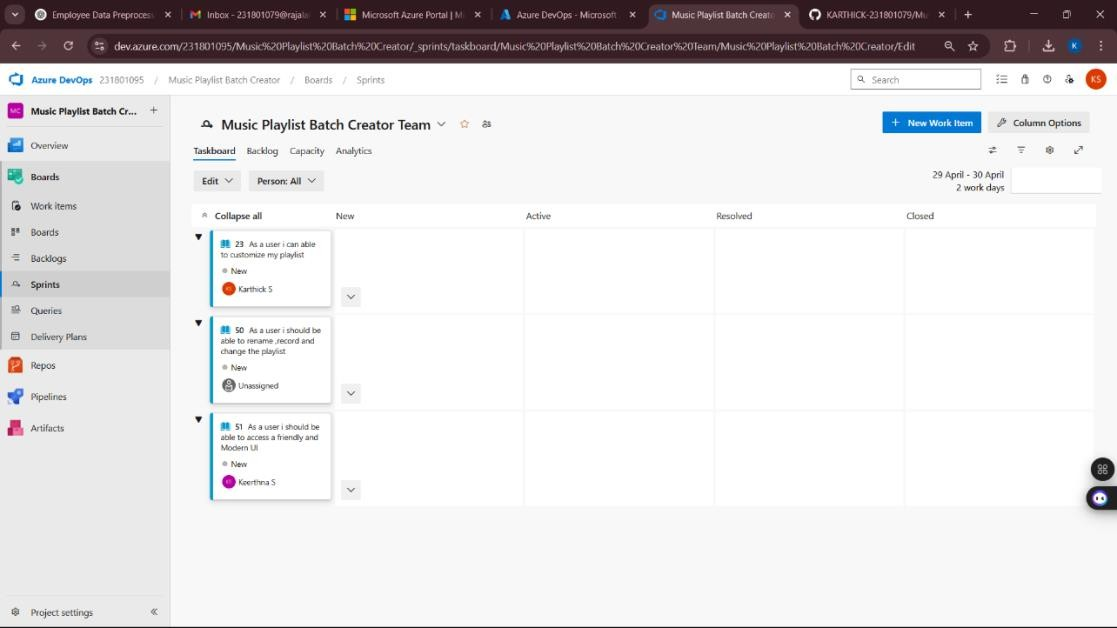 Employee Data Preprocess
Inbox - 231801079@rajala
Microsoft Azure Portal | Mi
Azure DevOps - Microsoft
Music Playlist Batch Creato
KARTHICK-231801079/Mu
dev.azure.com/231801095/Music%20Playlist%20Batch%20Creator/_sprints/taskboard/Music%20Playlist%20Batch%20Creator%20Team/Music%20Playlist%20Batch%20Creator/Edit
K
Azure DevOps 231801095 / Music Playlist Batch Creator / Boards / Sprints
Search
KS
MC Music Playlist Batch Cr... +
Overview
Boards
Work items
Boards
Backlogs
Sprints
Queries
Delivery Plans
Repos
Pipelines
Artifacts
Project settings
Music Playlist Batch Creator Team
+ New Work Item
Column Options
Taskboard Backlog Capacity Analytics
Edit
Person: All
29 April - 30 April
2 work days
Collapse all New Active Resolved Closed
23 As a user i can able
to customize my playlist
New
KS Karthick S
50 As a user i should be
able to rename ,record and
change the playlist
New
Unassigned
51 As a user i should be
able to access a friendly and
Modern UI
New
Keerthna S